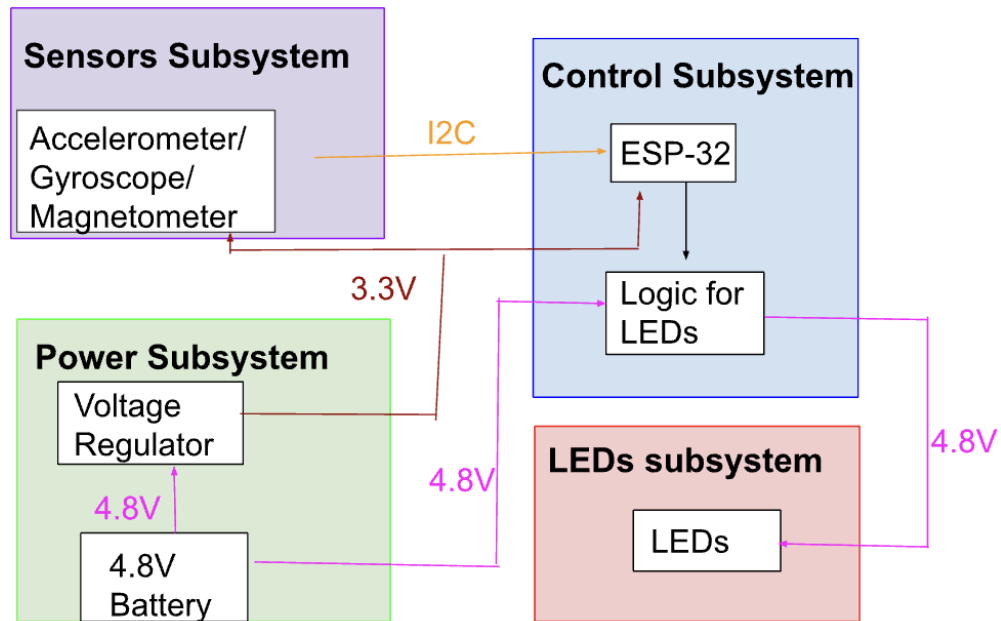 Sensors Subsystem
Accelerometer/
Gyroscope/
Magnetometer
I2C
Control Subsystem
ESP-32
Logic for
LEDs
3.3V
Power Subsystem
Voltage
Regulator
4.8V
4.8V
Battery
4.8V
4.8V
LEDs subsystem
LEDs